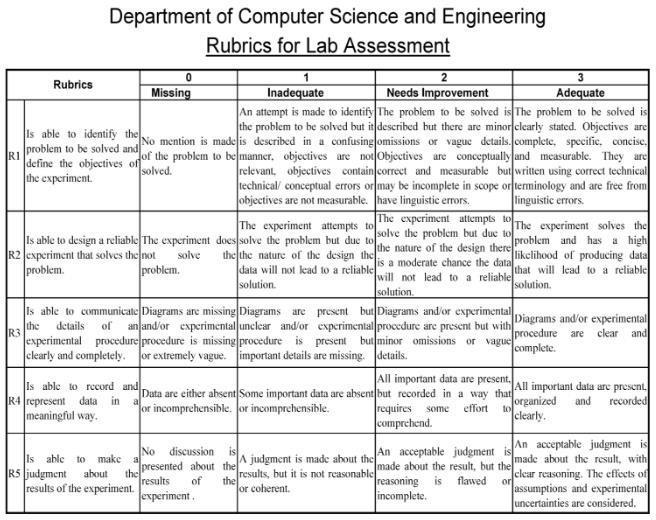 Department of Computer Science and Engineering
Rubrics for Lab Assessment
Rubrics
0
Missing
1
Inadequate
2
Needs Improvement
3
Adequate
R1
Is able to identify the
problem to be solved and
define the objectives of
the experiment.
No mention is made
of the problem to be
solved.
An attempt is made to identify
the problem to be solved but it
is described in a confusing
manner, objectives are not
relevant, objectives contain
technical/ conceptual errors or
objectives are not measurable.
The problem to be solved is
described but there are minor
omissions or vague details.
Objectives are conceptually
correct and measurable but
may be incomplete in scope or
have linguistic errors.
The problem to be solved is
clearly stated. Objectives are
complete, specific, concise,
and measurable. They are
written using correct technical
terminology and are free from
linguistic errors.
R2
Is able to design a reliable
experiment that solves the
problem.
The experiment does
not solve the
problem.
The experiment attempts to
solve the problem but due to
the nature of the design the
data will not lead to a reliable
solution.
The experiment attempts to
solve the problem but due to
the nature of the design there
is a moderate chance the data
will not lead to a reliable
solution.
The experiment solves the
problem and has a high
likelihood of producing data
that will lead to a reliable
solution.
R3
Is able to communicate
the details of an
experimental procedure
clearly and completely.
Diagrams are missing
and/or experimental
procedure is missing
or extremely vague.
Diagrams are present but
unclear and/or experimental
procedure is present but
important details are missing.
Diagrams and/or experimental
procedure are present but with
minor omissions or vague
details.
Diagrams and/or experimental
procedure are clear and
complete.
R4
Is able to record and
represent data in a
meaningful way.
Data are either absent
or incomprehensible.
Some important data are absent
or incomprehensible.
All important data are present,
but recorded in a way that
requires some effort to
comprehend.
All important data are present,
organized and recorded
clearly.
R5
Is able to make a
judgment about the
results of the experiment.
No discussion is
presented about the
results of the
experiment .
A judgment is made about the
results, but it is not reasonable
or coherent.
An acceptable judgment is
made about the result, but the
reasoning is flawed or
incomplete.
An acceptable judgment is
made about the result, with
clear reasoning. The effects of
assumptions and experimental
uncertainties are considered.